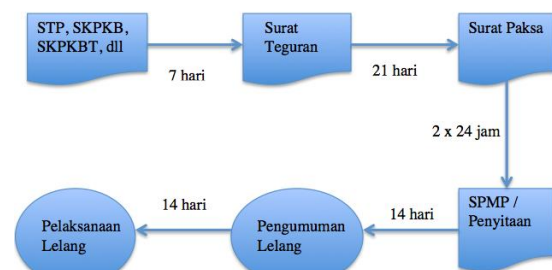 STP, SKPKB,
SKPKBT, dll
7 hari
Surat
Teguran
21 hari
Surat Paksa
2 x 24 jam
SPMP /
Penyitaan
14 hari
Pengumuman
Lelang
14 hari
Pelaksanaan
Lelang